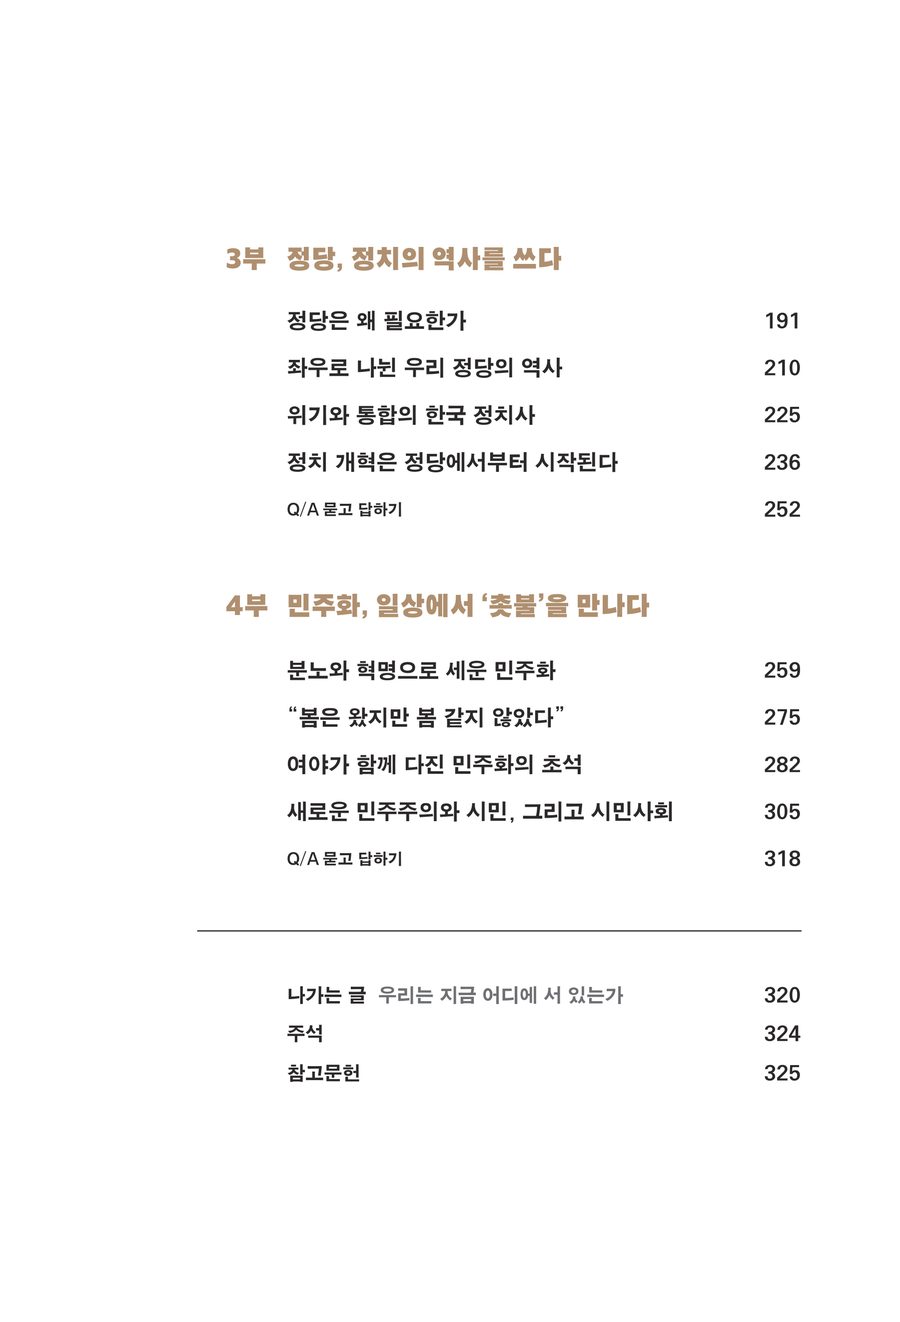 3부 정당, 정치의 역사를 쓰다
정당은 왜 필요한가 191
좌우로 나뉜 우리 정당의 역사 210
위기와 통합의 한국 정치사 225
정치 개혁은 정당에서부터 시작된다 236
Q/A 묻고 답하기 252
4부 민주화, 일상에서 ‘촛불’을 만나다
분노와 혁명으로 세운 민주화 259
“봄은 왔지만 봄 같지 않았다” 275
여야가 함께 다진 민주화의 초석 282
새로운 민주주의와 시민, 그리고 시민사회 305
Q/A 묻고 답하기 318
나가는 글 우리는 지금 어디에 서 있는가 320
주석 324
참고문헌 325